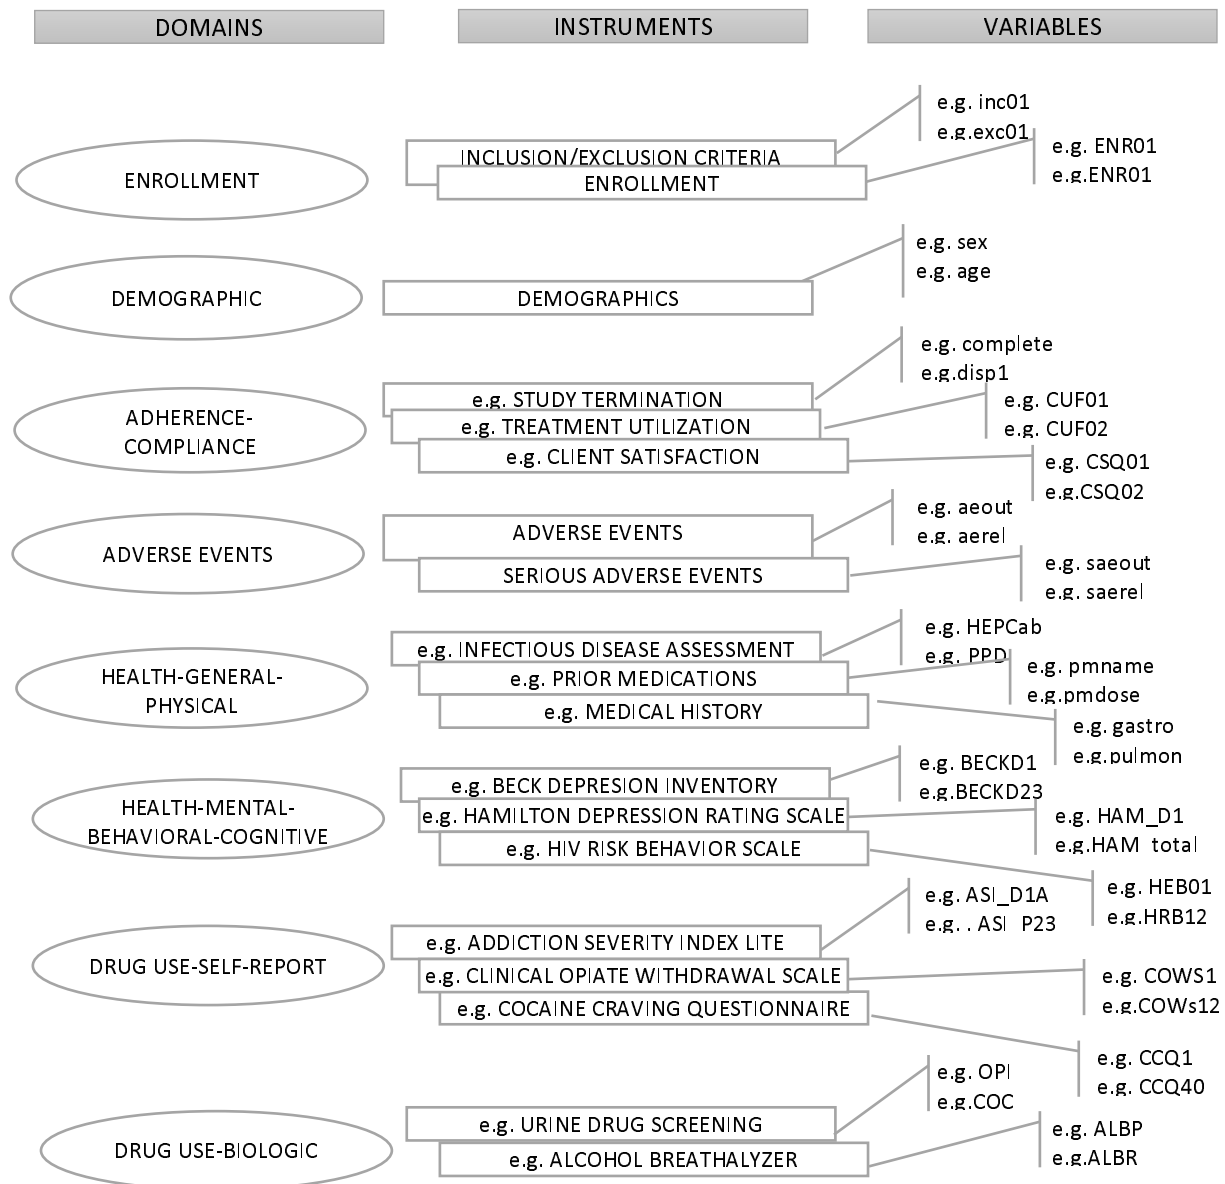 DOMAINS
INSTRUMENTS
VARIABLES
ENROLLMENT
INCLUSION/EXCLUSION CRITERIA
ENROLLMENT
e.g. inc01
e.g.exc01
e.g. ENR01
e.g.ENR01
DEMOGRAPHIC
DEMOGRAPHICS
e.g. sex
e.g. age
ADHERENCE-
COMPLIANCE
e.g. STUDY TERMINATION
e.g. TREATMENT UTILIZATION
e.g. CLIENT SATISFACTION
e.g. complete
e.g.disp1
e.g. CUF01
e.g. CUF02
e.g. CSQ01
e.g.CSQ02
ADVERSE EVENTS
ADVERSE EVENTS
SERIOUS ADVERSE EVENTS
e.g. aeout
e.g. aerel
e.g. saeout
e.g. saerel
HEALTH-GENERAL-
PHYSICAL
e.g. INFECTIOUS DISEASE ASSESSMENT
e.g. PRIOR MEDICATIONS
e.g. MEDICAL HISTORY
e.g. HEPCab
e.g. PPD
e.g. pmname
e.g.pmdose
e.g. gastro
e.g.pulmon
HEALTH-MENTAL-
BEHAVIORAL-COGNITIVE
e.g. BECK DEPRESION INVENTORY
e.g. HAMILTON DEPRESSION RATING SCALE
e.g. HIV RISK BEHAVIOR SCALE
e.g. BECKD1
e.g.BECKD23
e.g. HAM_D1
e.g.HAM_total
e.g. HEB01
e.g.HRB12
DRUG USE-SELF-REPORT
e.g. ADDICTION SEVERITY INDEX LITE
e.g. CLINICAL OPIATE WITHDRAWAL SCALE
e.g. COCAINE CRAVING QUESTIONNAIRE
e.g. ASI_D1A
e.g. . ASI_P23
e.g. COWS1
e.g.COWs12
e.g. CCQ1
e.g. CCQ40
DRUG USE-BIOLOGIC
e.g. URINE DRUG SCREENING
e.g. ALCOHOL BREATHALYZER
e.g. OPI
e.g.COC
e.g. ALBP
e.g.ALBR